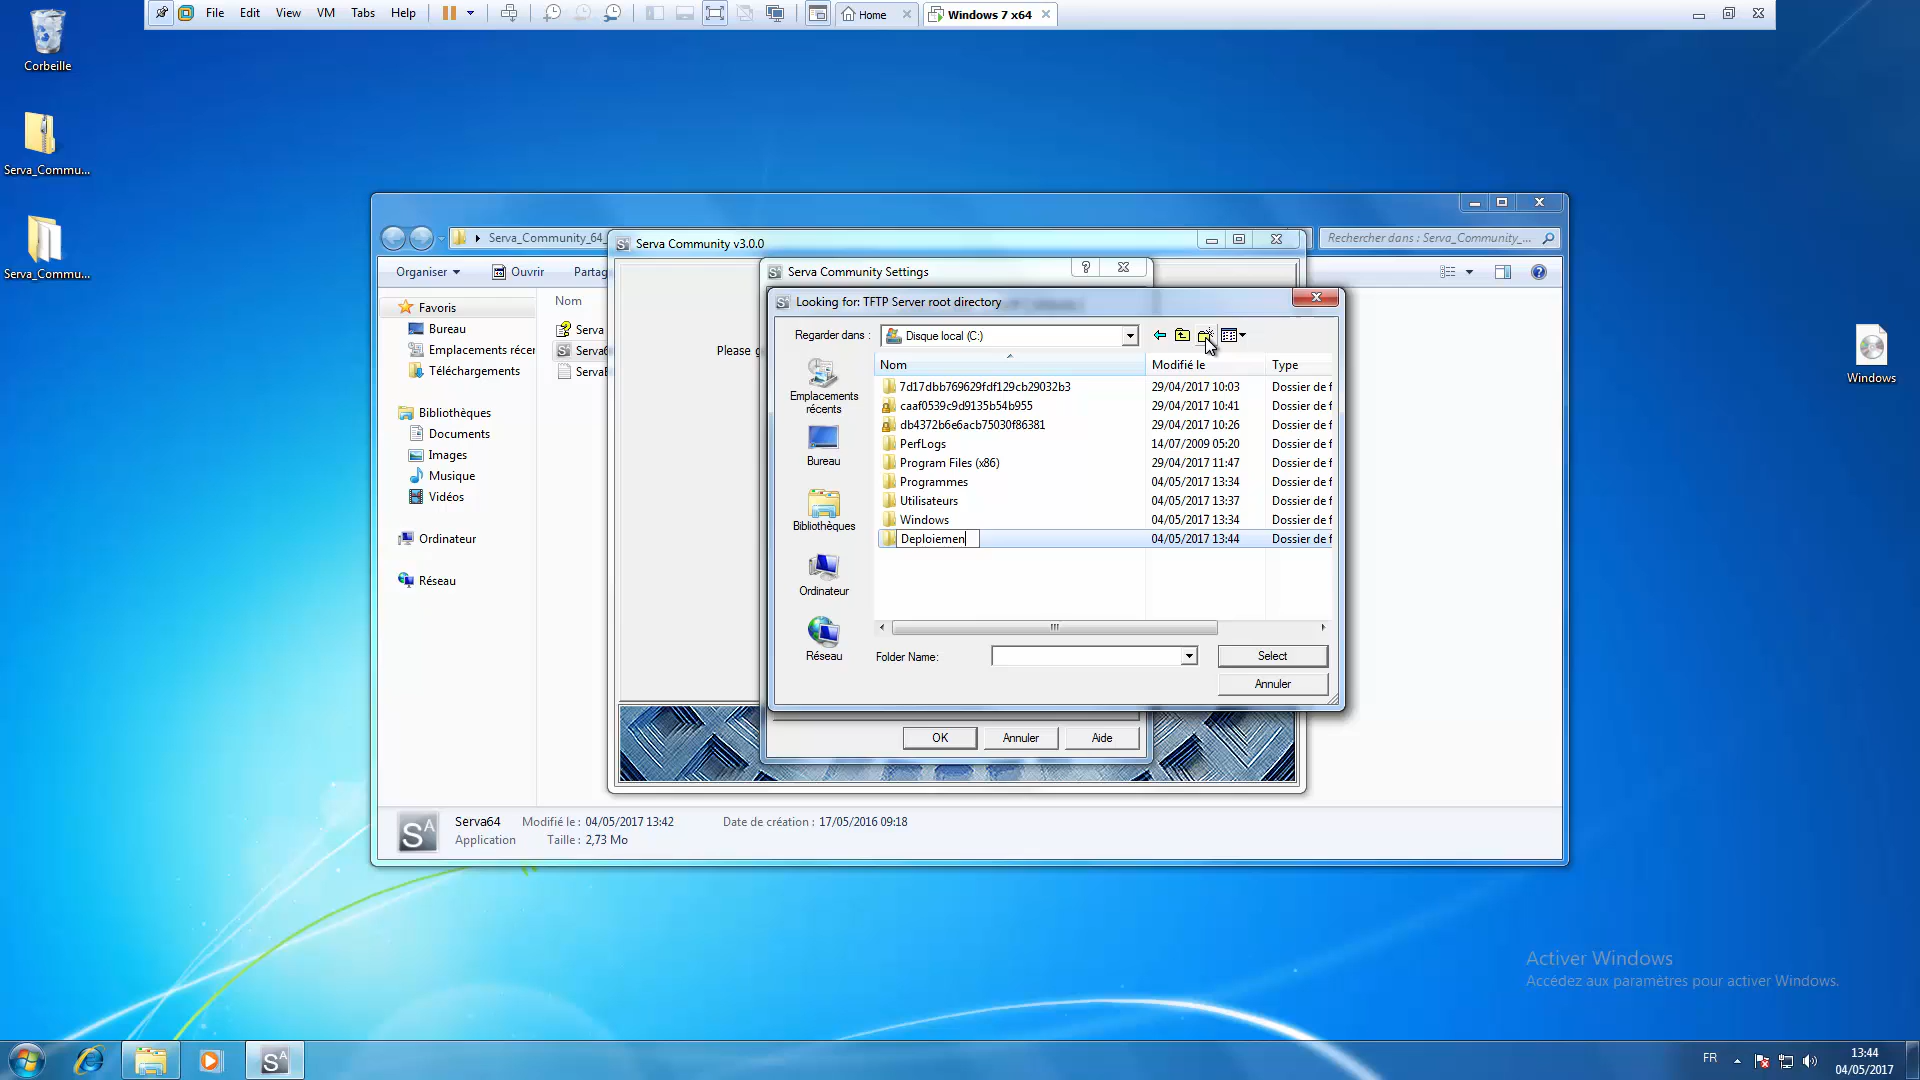 File Edit View VM Tabs Help
Home
Windows 7 x64
Corbeille
Serva_Commu...
Serva_Commu...
Windows
Serva_Community_64_
Rechercher dans : Serva_Community_...
Organiser
Ouvrir
Partag
Favoris
Bureau
Emplacements récer
Téléchargements
Bibliothèques
Documents
Images
Musique
Vidéos
Ordinateur
Réseau
Nom
Serva
Serva6
Serva Community v3.0.0
Please g
Serva Community Settings
Looking for: TFTP Server root directory
Regarder dans :
Disque local (C:)
Emplacements
récents
Bureau
Bibliothèques
Ordinateur
Réseau
Nom Modifié le Type
7d17dbb769629fdf129cb29032b3 29/04/2017 10:03 Dossier de f
caaf0539c9d9135b54b955 29/04/2017 10:41 Dossier de f
db4372b6e6acb75030f86381 29/04/2017 10:26 Dossier de f
PerfLogs 14/07/2009 05:20 Dossier de f
Program Files (x86) 29/04/2017 11:47 Dossier de f
Programmes 04/05/2017 13:34 Dossier de f
Utilisateurs 04/05/2017 13:37 Dossier de f
Windows 04/05/2017 13:34 Dossier de f
Deploiemen 04/05/2017 13:44 Dossier de f
Folder Name:
Select
Annuler
OK
Annuler
Aide
Serva64 Modifié le : 04/05/2017 13:42 Date de création : 17/05/2016 09:18
Application Taille : 2,73 Mo
Activer Windows
Accédez aux paramètres pour activer Windows.
FR
13:44
04/05/2017